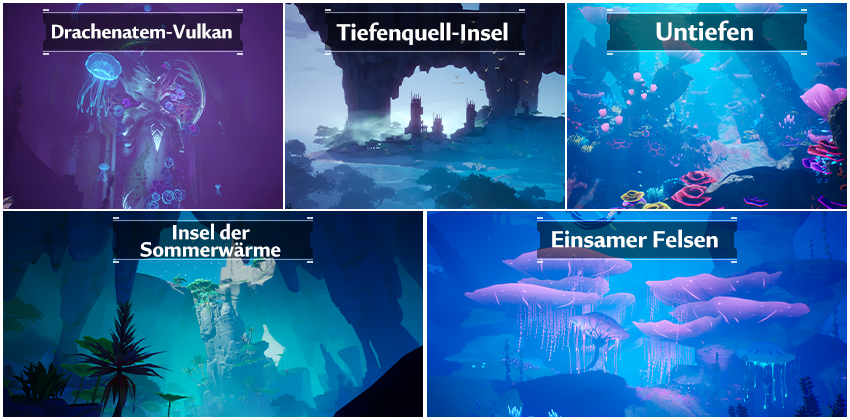 Drachenatem-Vulkan
Tiefenquell-Insel
Untiefen
Insel der
Sommerwärme
Einsamer Felsen